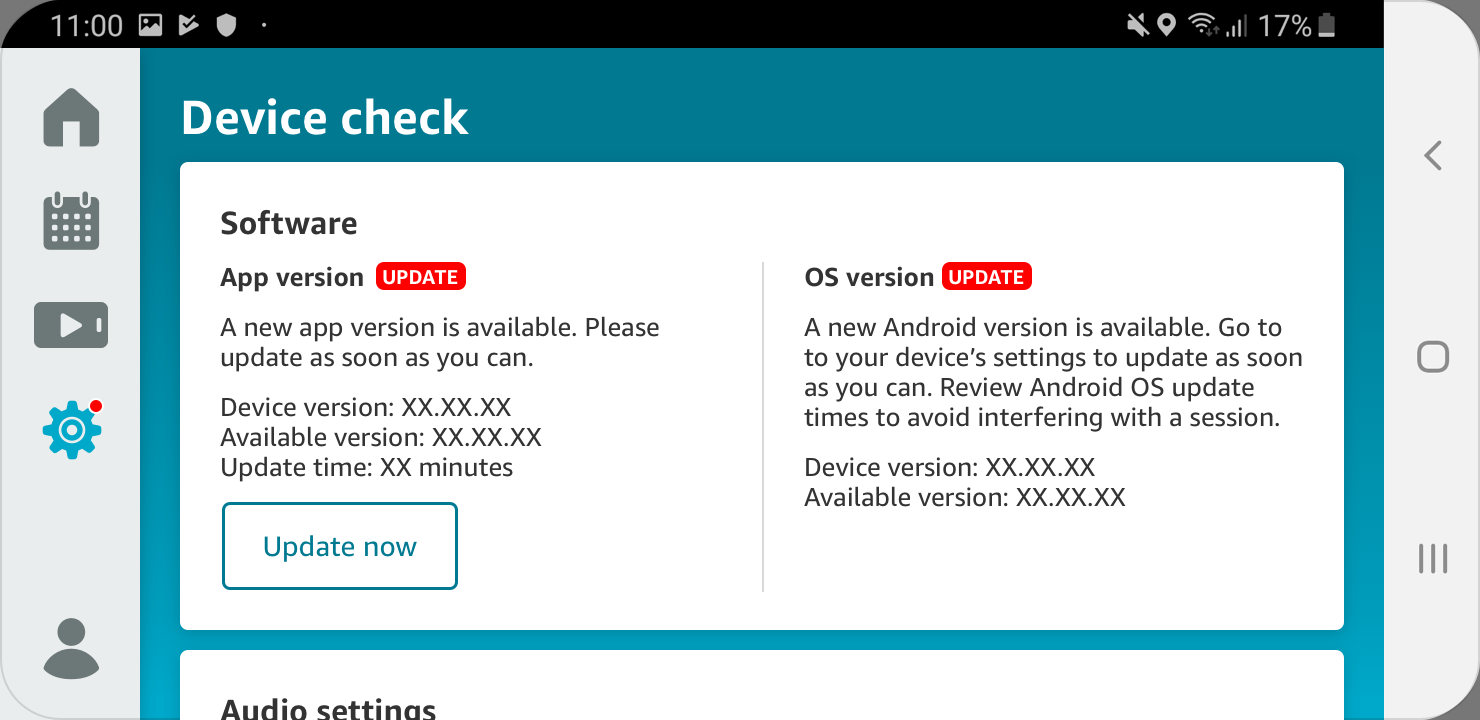 11:00
17%
Device check
Software
App version UPDATE
A new app version is available. Please
update as soon as you can.
Device version: XX.XX.XX
Available version: XX.XX.XX
Update time: XX minutes
Update now
OS version UPDATE
A new Android version is available. Go to
to your device’s settings to update as soon
as you can. Review Android OS update
times to avoid interfering with a session.
Device version: XX.XX.XX
Available version: XX.XX.XX
Audio settings